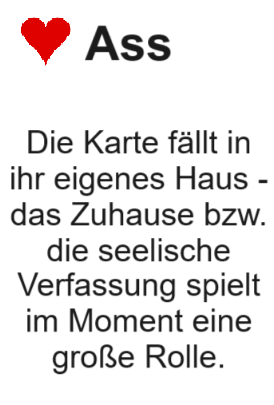 Ass
Die Karte fällt in
ihr eigenes Haus -
das Zuhause bzw.
die seelische
Verfassung spielt
im Moment eine
große Rolle.